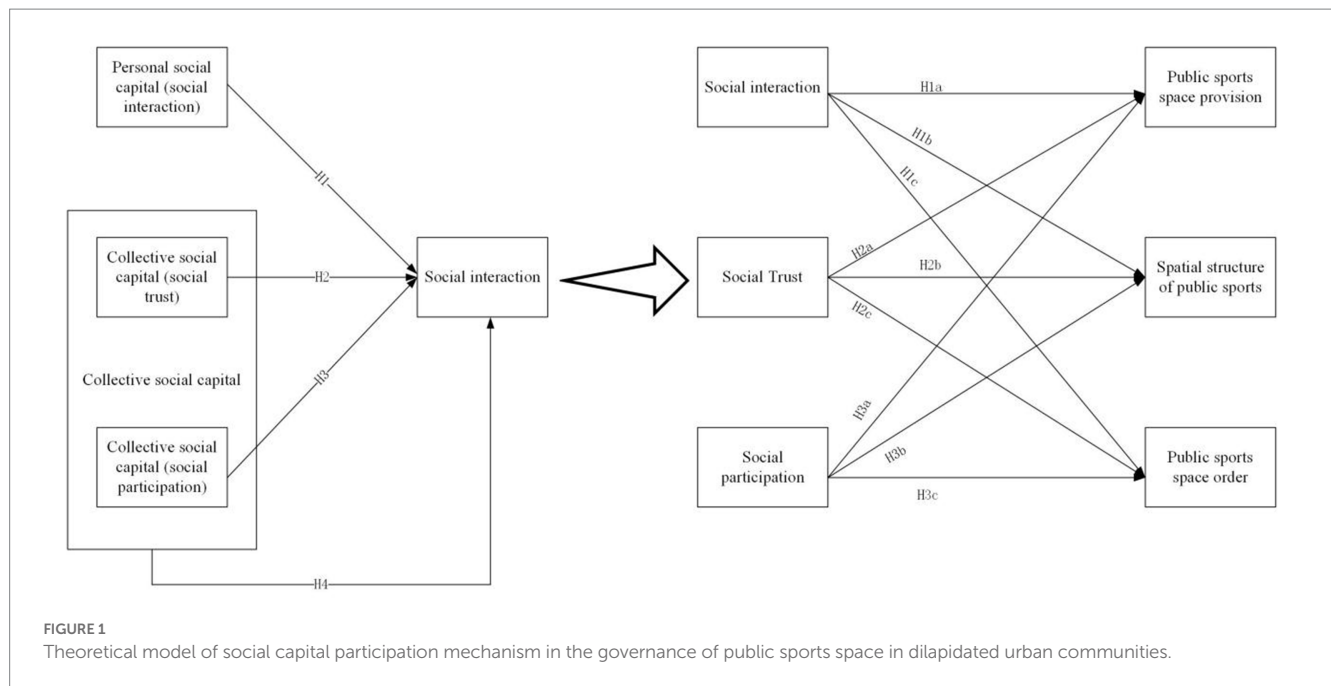 Personal social
capital (social
interaction)
H1
Collective social
capital (social
trust)
H2
Collective social capital
H3
Collective social
capital (social
participation)
H4
Social interaction
Social interaction
H1a
H1b
H1c
Public sports
space provision
Social Trust
H2a
H2b
H2c
Spatial structure
of public sports
Social
participation
H3a
H3b
H3c
Public sports
space order
FIGURE 1
Theoretical model of social capital participation mechanism in the governance of public sports space in dilapidated urban communities.